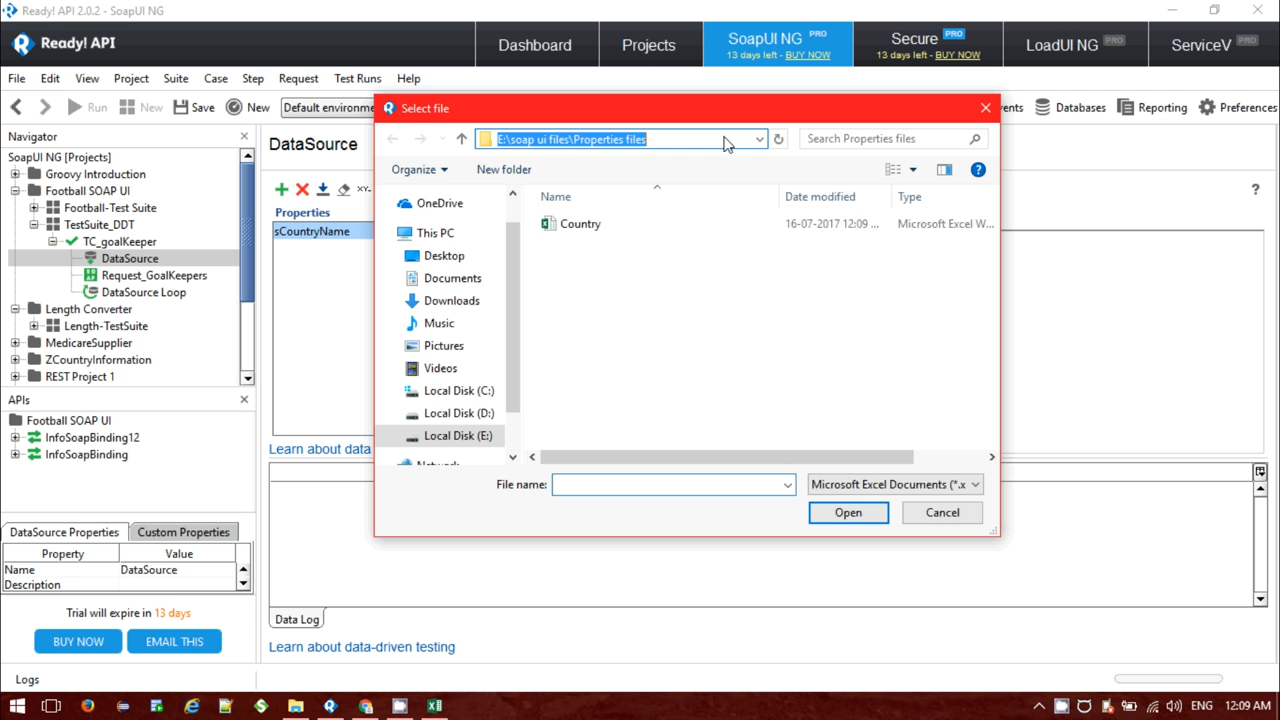 Ready! API 2.0.2 - SoapUI NG
Ready! API
Dashboard
Projects
SoapUI NG PRO
13 days left - BUY NOW
Secure PRO
13 days left - BUY NOW
LoadUI NG PRO
ServiceV PRO
File Edit View Project Suite Case Step Request Test Runs Help
Run New Save New Default environme
ents Databases Reporting Preferences
Navigator
SoapUI NG [Projects]
Groovy Introduction
Football SOAP UI
Football-Test Suite
TestSuite_DDT
TC_goalKeeper
DataSource
Request_GoalKeepers
DataSource Loop
Length Converter
Length-TestSuite
MedicareSupplier
ZCountryInformation
REST Project 1
APIs
Football SOAP UI
InfoSoapBinding12
InfoSoapBinding
DataSource Properties Custom Properties
Property Value
Name DataSource
Description
Trial will expire in 13 days
BUY NOW EMAIL THIS
Logs
DataSource
XY-
Properties
sCountryName
Learn about data
Data Log
Learn about data-driven testing
Select file
E:\soap ui files\Properties files
Search Properties files
Organize New folder
OneDrive
This PC
Desktop
Documents
Downloads
Music
Pictures
Videos
Local Disk (C:)
Local Disk (D:)
Local Disk (E:)
Network
Name Date modified Type
Country 16-07-2017 12:09 ... Microsoft Excel W...
File name:
Microsoft Excel Documents (*.x
Open Cancel
ENG 12:09 AM